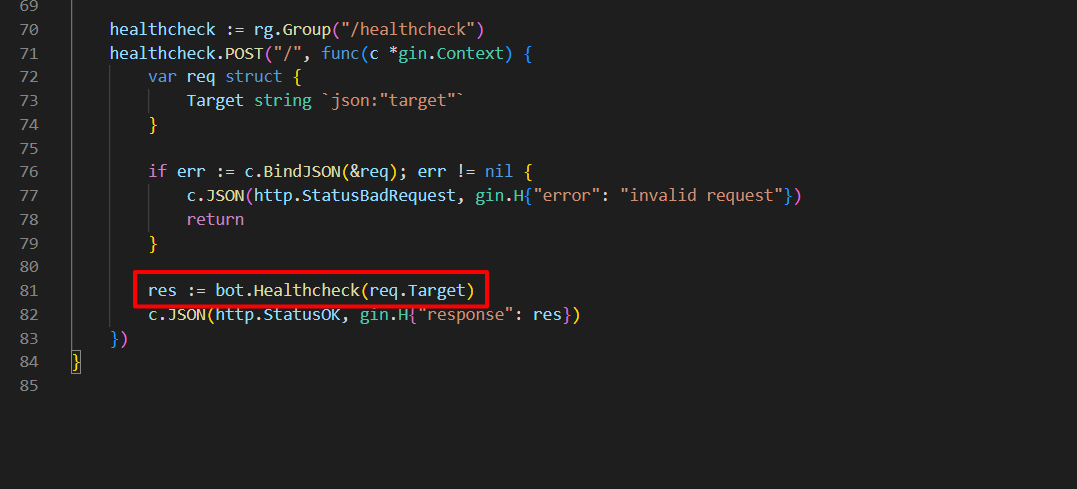 69
70 healthcheck := rg.Group("/healthcheck")
71 healthcheck.POST("/", func(c *gin.Context) {
72 var req struct {
73 Target string `json:"target"`
74 }
75
76 if err := c.BindJSON(&req); err != nil {
77 c.JSON(http.StatusBadRequest, gin.H{"error": "invalid request"})
78 return
79 }
80
81 res := bot.Healthcheck(req.Target)
82 c.JSON(http.StatusOK, gin.H{"response": res})
83 })
84 }
85